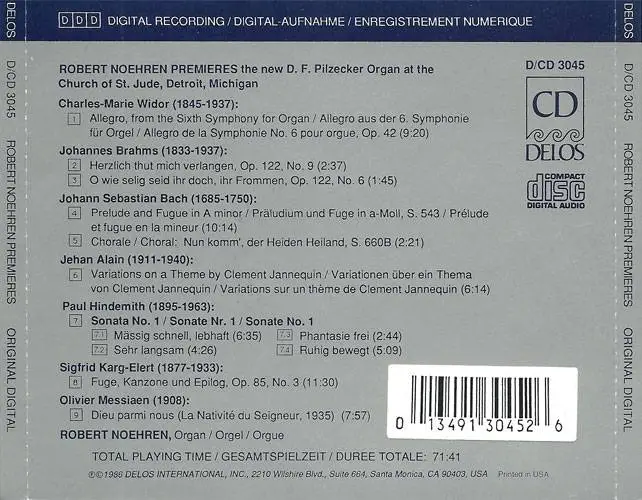 DELOS D/CD 3045 ROBERT NOEHREN PREMIERES ORIGINAL DIGITAL
DDD DIGITAL RECORDING / DIGITAL-AUFNAHME / ENREGISTREMENT NUMERIQUE
ROBERT NOEHREN PREMIERES the new D. F. Pilzecker Organ at the
Church of St. Jude, Detroit, Michigan
D/CD 3045
CD
DELOS
COMPACT
disc
DIGITAL AUDIO
Charles-Marie Widor (1845-1937):
1 Allegro, from the Sixth Symphony for Organ / Allegro aus der 6. Symphonie
für Orgel / Allegro de la Symphonie No. 6 pour orgue, Op. 42 (9:20)
Johannes Brahms (1833-1937):
2 Herzlich thut mich verlangen, Op. 122, No. 9 (2:37)
3 O wie selig seid ihr doch, ihr Frommen, Op. 122, No. 6 (1:45)
Johann Sebastian Bach (1685-1750):
4 Prelude and Fugue in A minor / Präludium und Fuge in a-Moll, S. 543 / Prélude
et fugue en la mineur (10:14)
5 Chorale / Choral: Nun komm', der Heiden Heiland, S. 660B (2:21)
Jehan Alain (1911-1940):
6 Variations on a Theme by Clement Jannequin / Variationen über ein Thema
von Clement Jannequin / Variations sur un thème de Clement Jannequin (6:14)
Paul Hindemith (1895-1963):
7 Sonata No. 1 / Sonate Nr. 1 / Sonate No. 1
7.1 Mässig schnell, lebhaft (6:35) 7.3 Phantasie frei (2:44)
7.2 Sehr langsam (4:26) 7.4 Ruhig bewegt (5:09)
Sigfrid Karg-Elert (1877-1933):
8 Fuge, Kanzone und Epilog, Op. 85, No. 3 (11:30)
Olivier Messiaen (1908):
9 Dieu parmi nous (La Nativité du Seigneur, 1935) (7:57)
ROBERT NOEHREN, Organ / Orgel / Orgue
0 13491 30452 6
TOTAL PLAYING TIME / GESAMTSPIELZEIT / DUREE TOTALE: 71:41
℗©1986 DELOS INTERNATIONAL, INC., 2210 Wilshire Blvd., Suite 664, Santa Monica, CA 90403, USA Printed in USA
DELOS D/CD 3045 ROBERT NOEHREN PREMIERES ORIGINAL DIGITAL